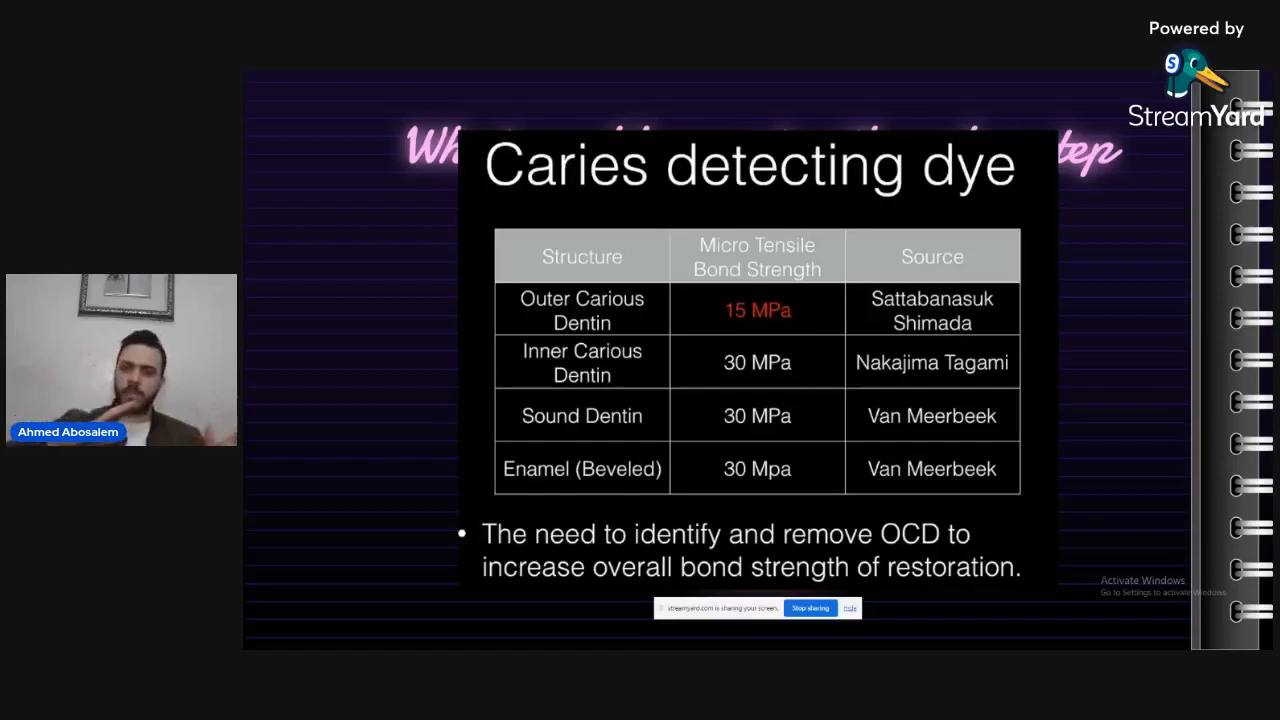 Powered by
StreamYard
Caries detecting dye
Structure
Micro Tensile
Bond Strength
Source
Outer Carious
Dentin
15 MPa
Sattabanasuk
Shimada
Inner Carious
Dentin
30 MPa
Nakajima Tagami
Sound Dentin
30 MPa
Van Meerbeek
Enamel (Beveled)
30 Mpa
Van Meerbeek
• The need to identify and remove OCD to
increase overall bond strength of restoration.
Ahmed Abosalem
Activate Windows
Go to Settings to activate Windows.
streamyard.com is sharing your screen.
Stop sharing
Hide